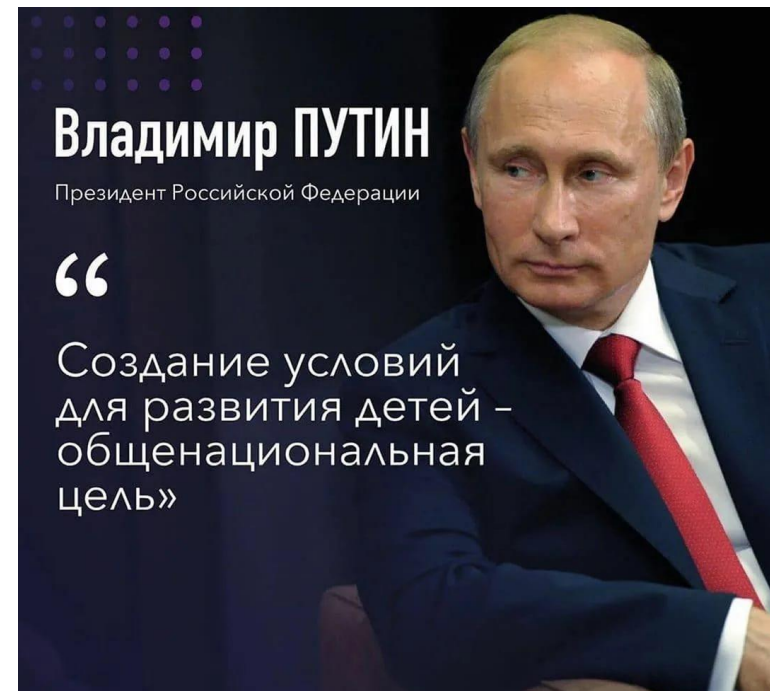 Владимир ПУТИН
Президент Российской Федерации
“
Создание условий
для развития детей –
общенациональная
цель»